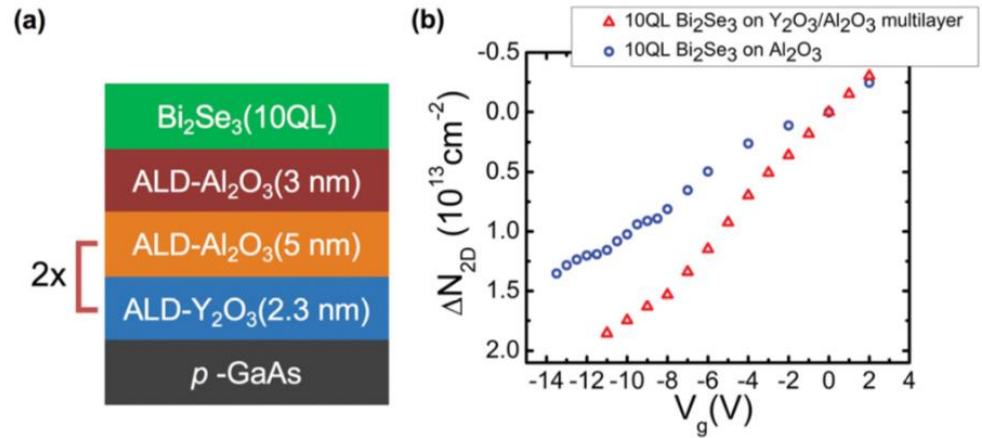 (a)
Bi₂Se₃(10QL)
ALD-Al₂O₃(3 nm)
ALD-Al₂O₃(5 nm)
2x
ALD-Y₂O₃(2.3 nm)
p -GaAs
(b)
10QL Bi₂Se₃ on Y₂O₃/Al₂O₃ multilayer
10QL Bi₂Se₃ on Al₂O₃
ΔN₂D (10¹³cm⁻²)
-0.5
0.0
0.5
1.0
1.5
2.0
-14 -12 -10 -8 -6 -4 -2 0 2 4
Vg(V)